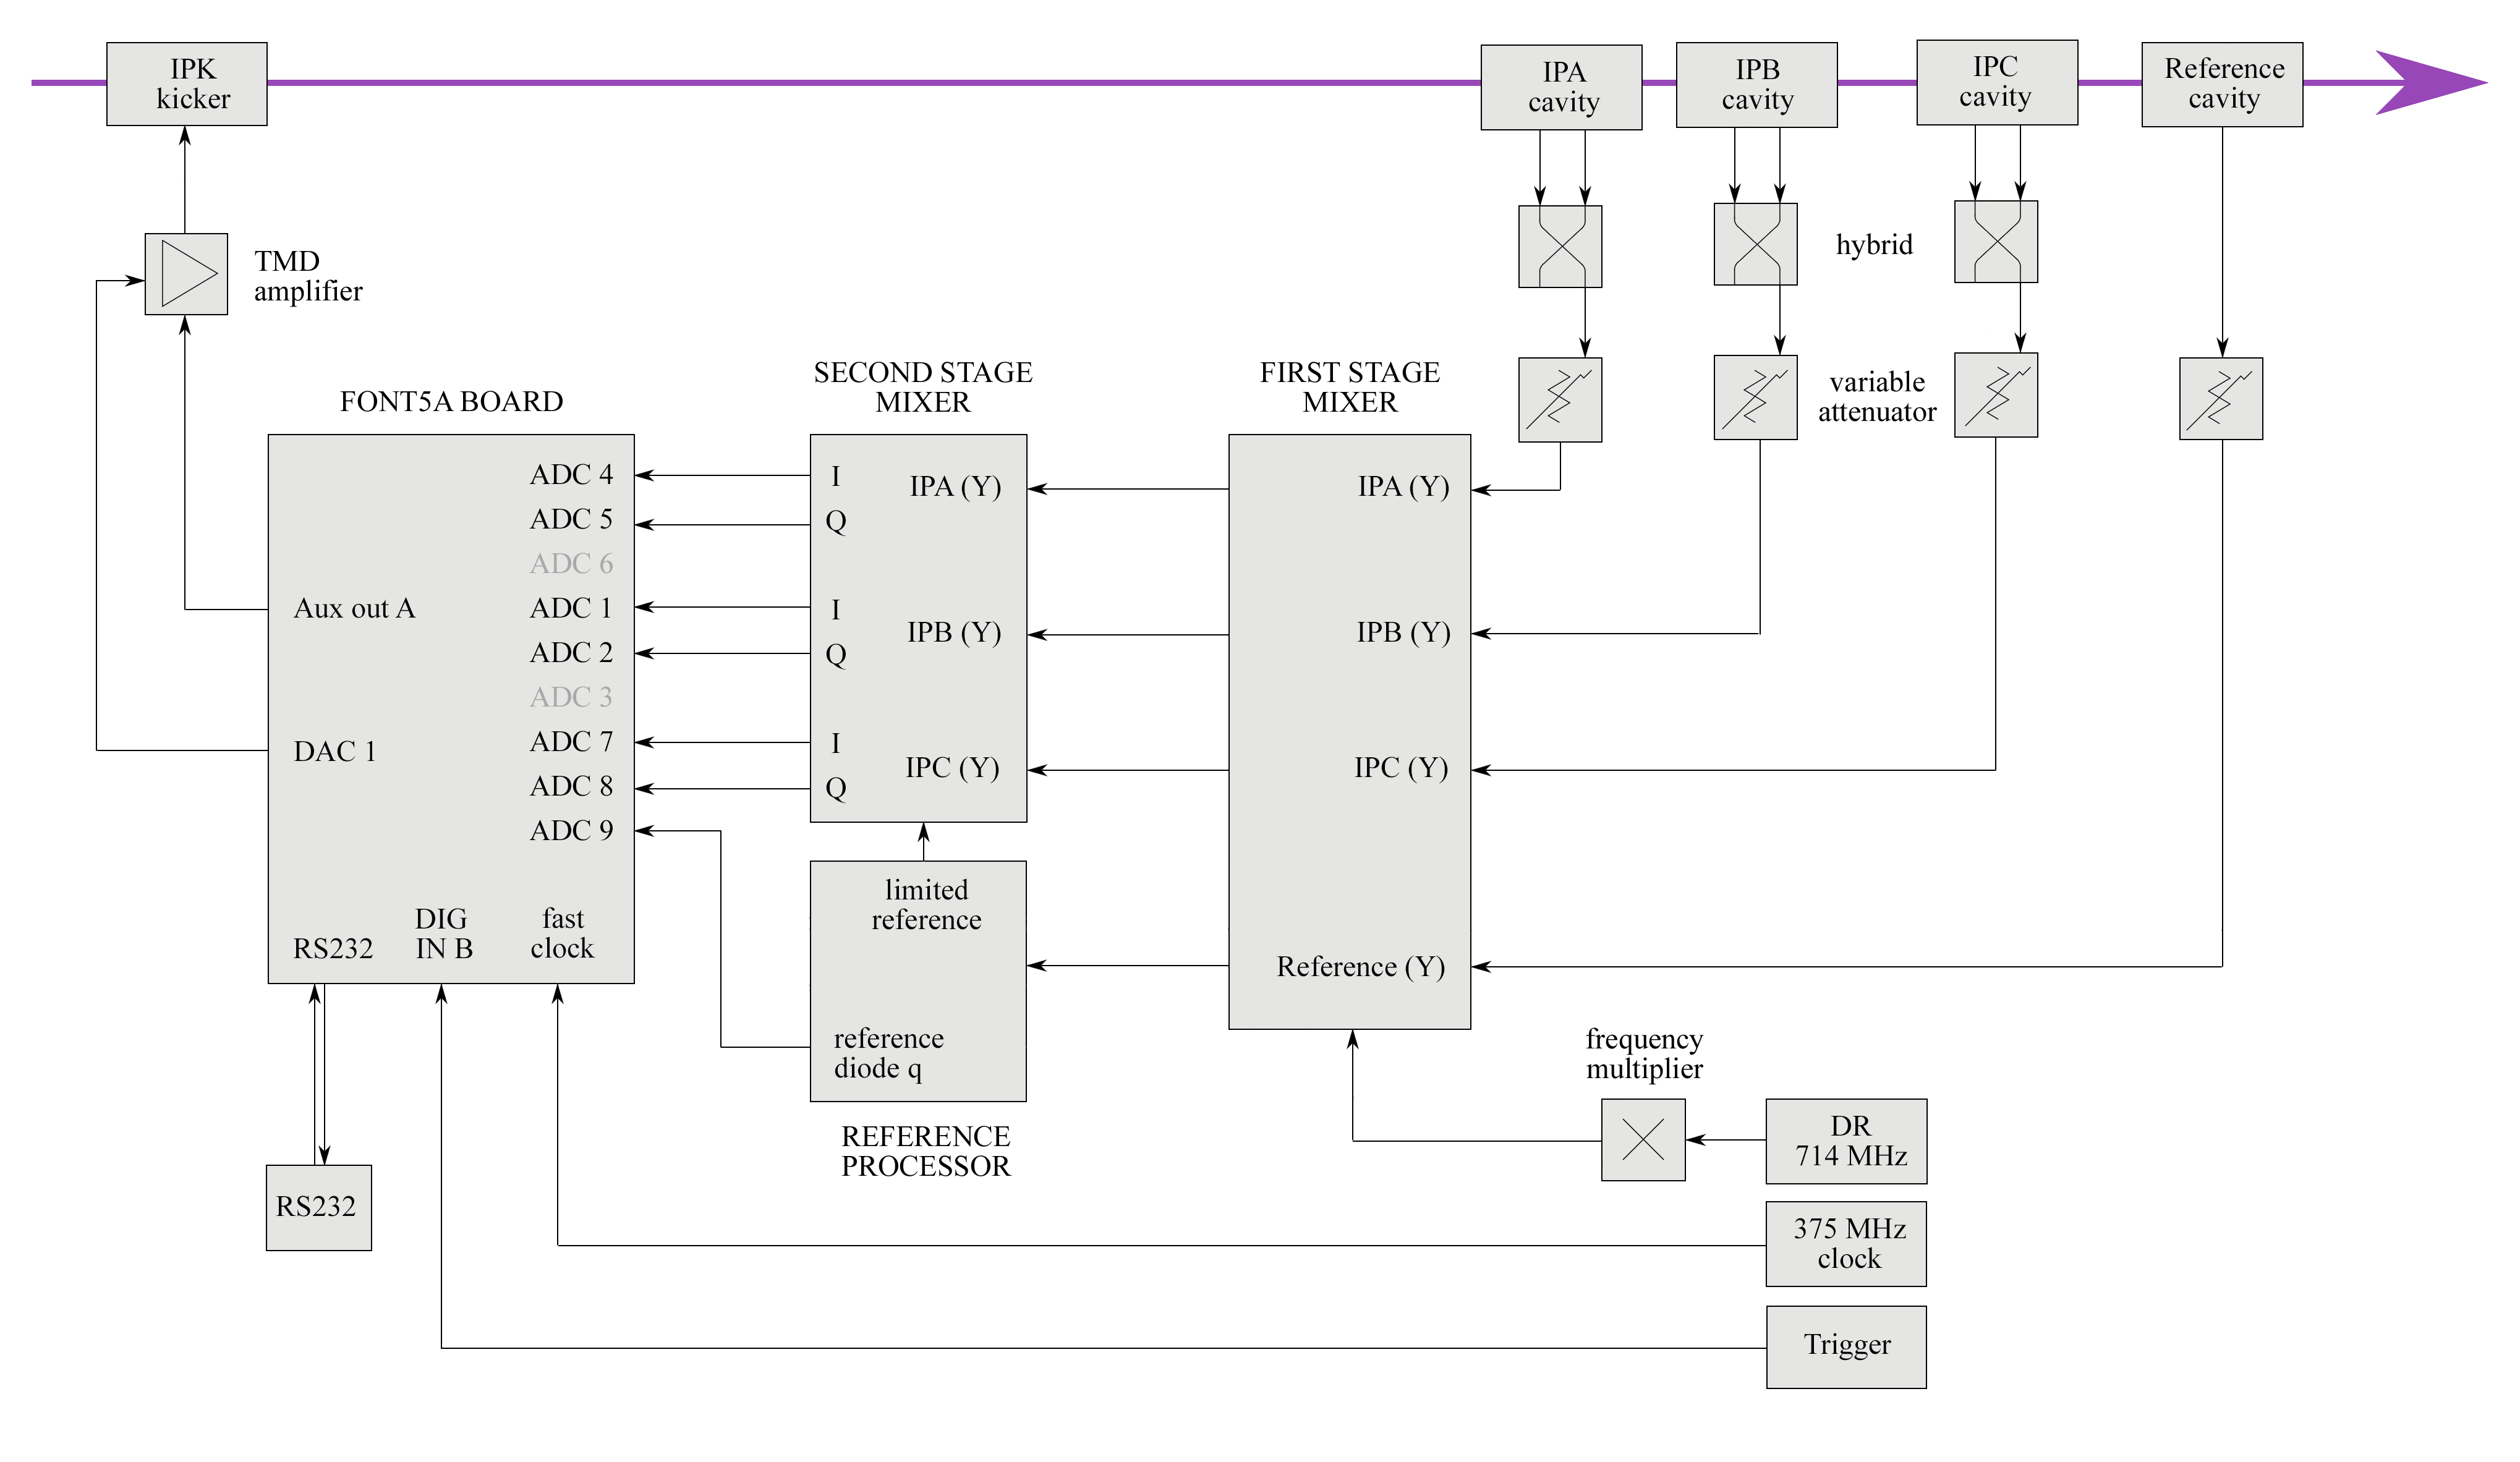 IPK
kicker
IPA
cavity
IPB
cavity
IPC
cavity
Reference
cavity
TMD
amplifier
hybrid
variable
attenuator
FONT5A BOARD
SECOND STAGE
MIXER
FIRST STAGE
MIXER
ADC 4
ADC 5
ADC 6
ADC 1
ADC 2
ADC 3
ADC 7
ADC 8
ADC 9
Aux out A
DAC 1
RS232
DIG
IN B
fast
clock
I
Q
I
Q
I
Q
IPA (Y)
IPB (Y)
IPC (Y)
IPA (Y)
IPB (Y)
IPC (Y)
Reference (Y)
limited
reference
reference
diode q
REFERENCE
PROCESSOR
frequency
multiplier
DR
714 MHz
RS232
375 MHz
clock
Trigger